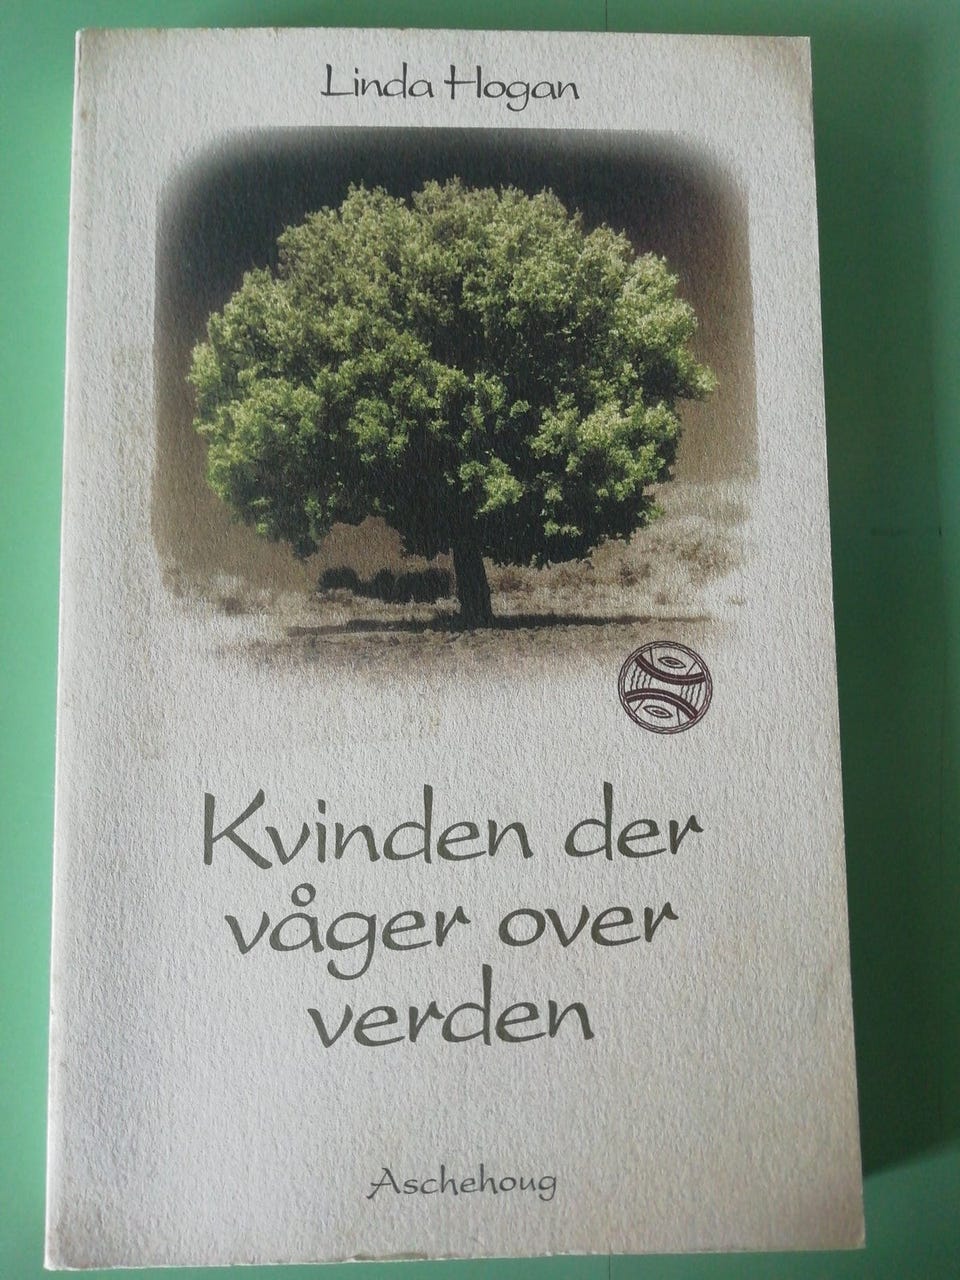 Linda Hogan
Kvinden der
våger over
verden
Aschehoug